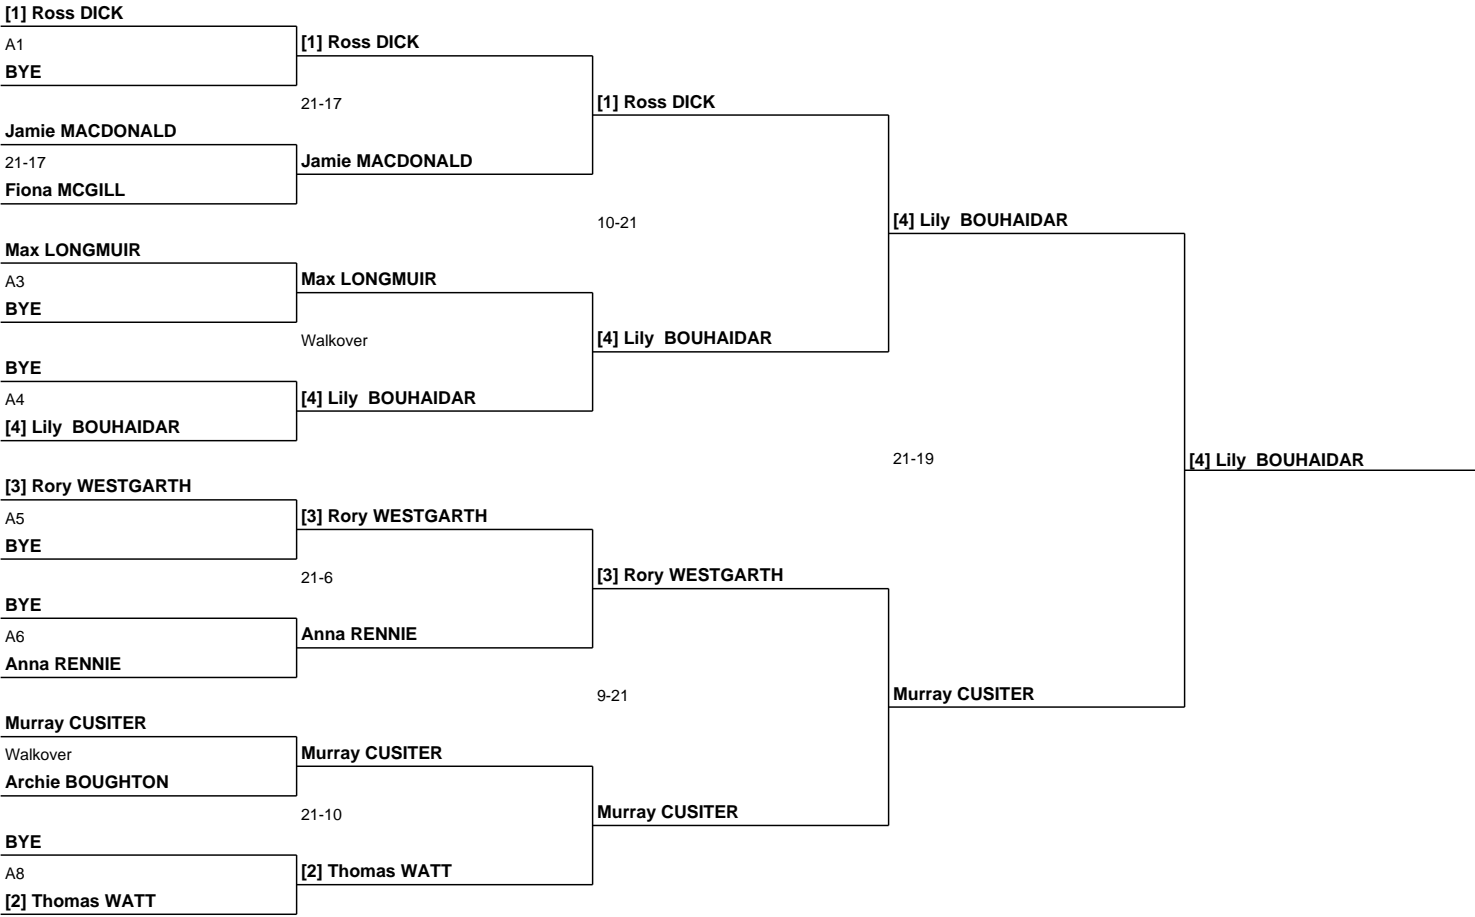 [1] Ross DICK
A1
BYE
Jamie MACDONALD
21-17
Fiona MCGILL
Max LONGMUIR
A3
BYE
BYE
A4
[4] Lily  BOUHAIDAR
[3] Rory WESTGARTH
A5
BYE
BYE
A6
Anna RENNIE
Murray CUSITER
Walkover
Archie BOUGHTON
BYE
A8
[2] Thomas WATT
[1] Ross DICK
21-17
Jamie MACDONALD
Max LONGMUIR
Walkover
[4] Lily  BOUHAIDAR
[3] Rory WESTGARTH
21-6
Anna RENNIE
Murray CUSITER
21-10
[2] Thomas WATT
[1] Ross DICK
10-21
[4] Lily  BOUHAIDAR
[3] Rory WESTGARTH
9-21
Murray CUSITER
[4] Lily  BOUHAIDAR
21-19
Murray CUSITER
[4] Lily  BOUHAIDAR